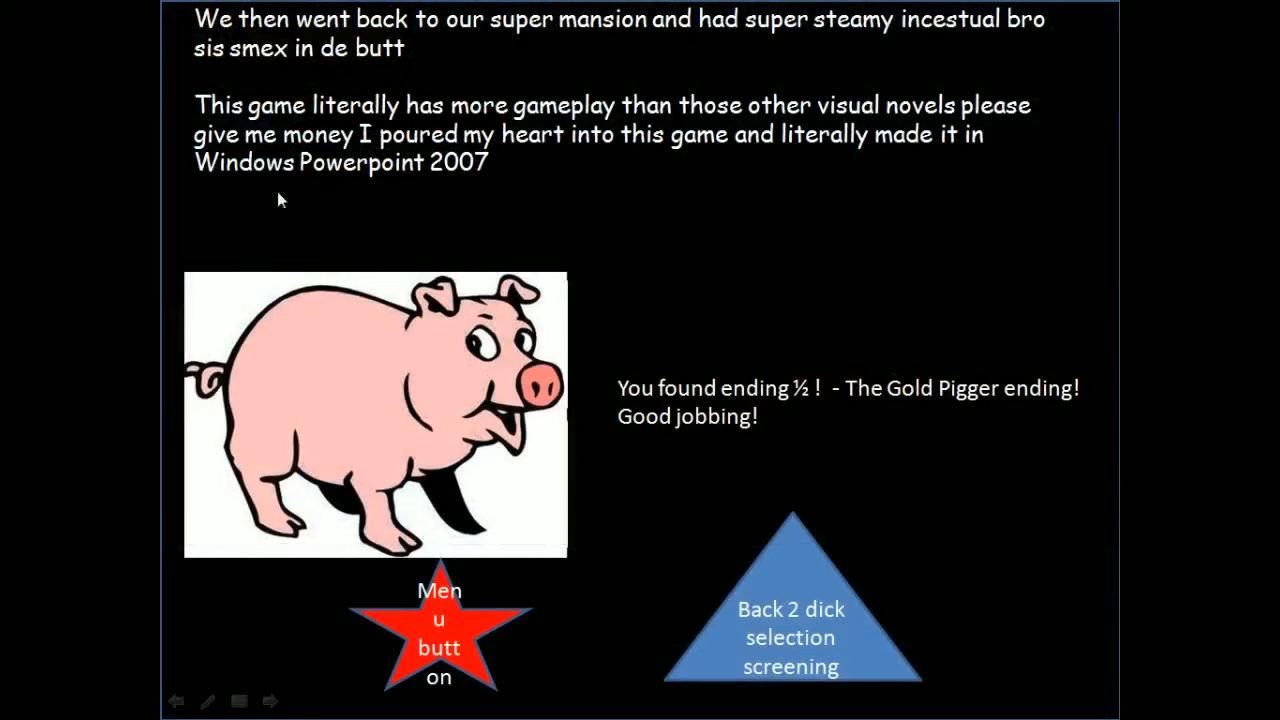 We then went back to our super mansion and had super steamy incestual bro
sis smex in de butt
This game literally has more gameplay than those other visual novels please
give me money I poured my heart into this game and literally made it in
Windows Powerpoint 2007
You found ending ½ !  - The Gold Pigger ending!
Good jobbing!
Men
u
butt
on
Back 2 dick
selection
screening